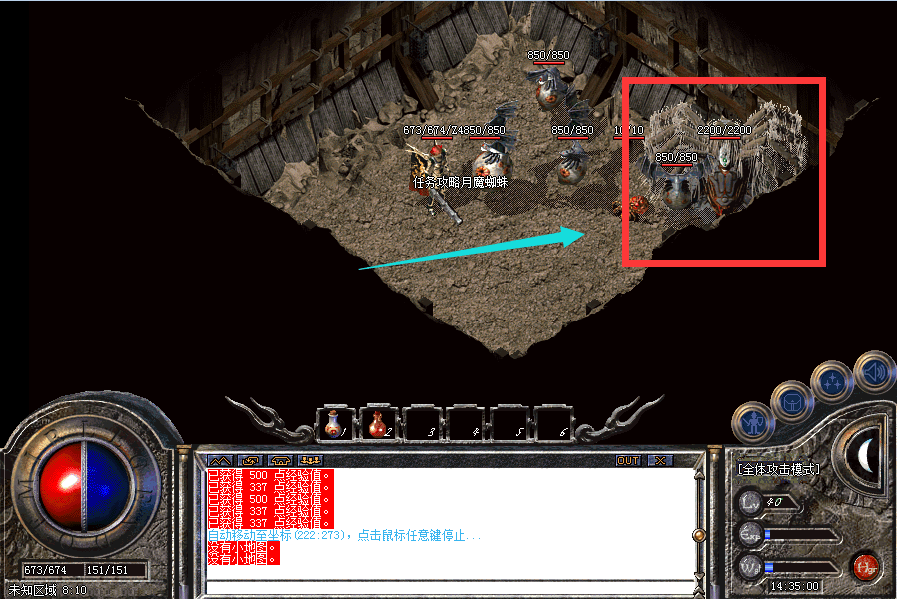 850/850
673/674/Z4850/850
850/850
10/10
2200/2200
850/850
任务攻略月魔蜘蛛
1
2
3
4
5
6
OUT
已获得 500 点经验值。
已获得 337 点经验值。
已获得 500 点经验值。
已获得 337 点经验值。
已获得 337 点经验值。
自动移动至坐标(222:273)，点击鼠标任意键停止...
没有小地图。
没有小地图。
673/674
151/151
未知区域 8:10
[全体攻击模式]
Lv 40
Exp
Wt
Hgr
14:35:00